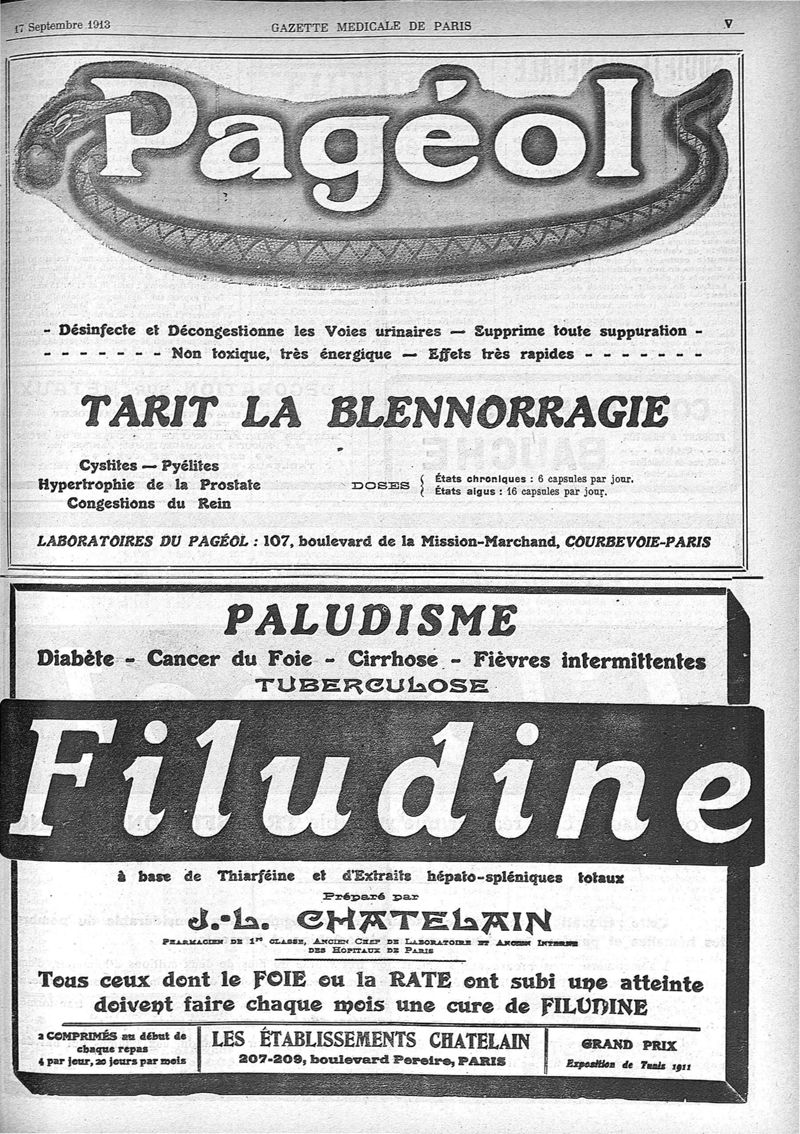 17 Septembre 1913
GAZETTE MEDICALE DE PARIS
V
Pagéol
- Désinfecte et Décongestionne les Voies urinaires — Supprime toute suppuration -
- - - - - - - Non toxique, très énergique — Effets très rapides - - - - - - -
TARIT LA BLENNORRAGIE
Cystites — Pyélites
Hypertrophie de la Prostate
Congestions du Rein
DOSES
États chroniques : 6 capsules par jour.
États aigus : 16 capsules par jour.
LABORATOIRES DU PAGÉOL : 107, boulevard de la Mission-Marchand, COURBEVOIE-PARIS
PALUDISME
Diabète - Cancer du Foie - Cirrhose - Fièvres intermittentes
TUBERCULOSE
Filudine
à base de Thiarféine et d'Extraits hépato-spléniques totaux
Préparé par
J.-L. CHATELAIN
PHARMACIEN DE 1re CLASSE, ANCIEN CHEF DE LABORATOIRE ET ANCIEN INTERNE
DES HOPITAUX DE PARIS
Tous ceux dont le FOIE ou la RATE ont subi une atteinte
doivent faire chaque mois une cure de FILUDINE
2 COMPRIMÉS au début de
chaque repas
4 par jour, 20 jours par mois
LES ÉTABLISSEMENTS CHATELAIN
207-209, boulevard Pereire, PARIS
GRAND PRIX
Exposition de Tunis 1911